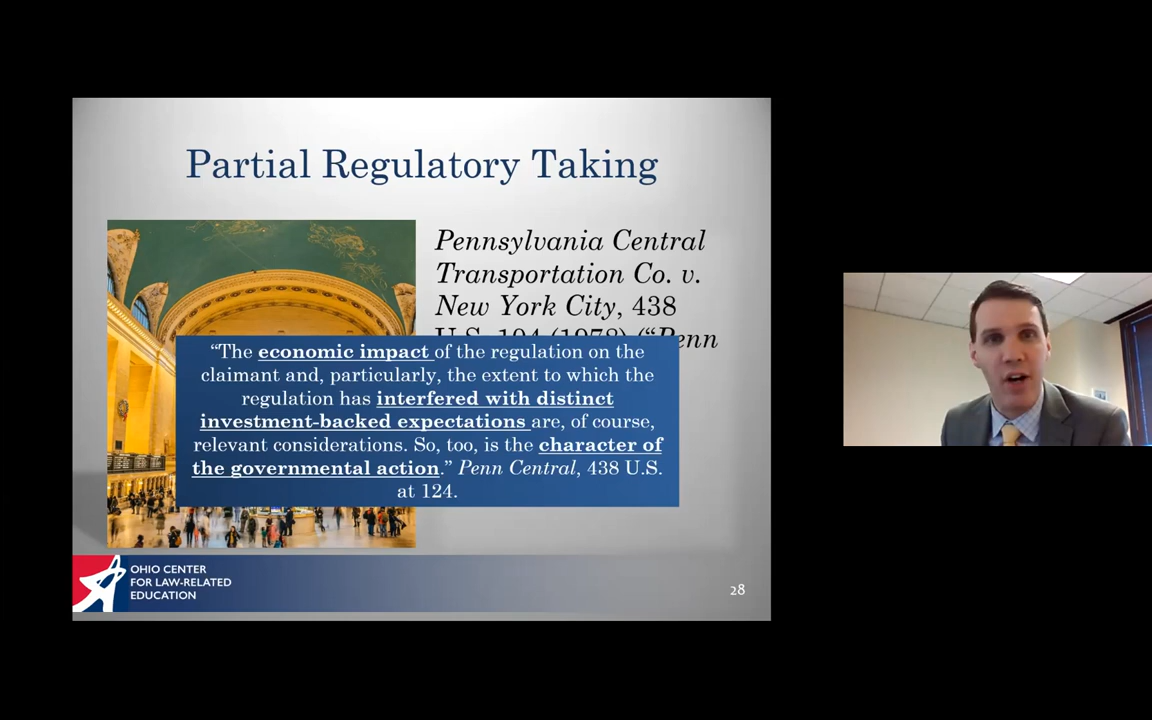 Partial Regulatory Taking
Pennsylvania Central
Transportation Co. v.
New York City, 438
U.S. 104 (1978) (“Penn
“The economic impact of the regulation on the
claimant and, particularly, the extent to which the
regulation has interfered with distinct
investment-backed expectations are, of course,
relevant considerations. So, too, is the character of
the governmental action.” Penn Central, 438 U.S.
at 124.
OHIO CENTER
FOR LAW-RELATED
EDUCATION
28